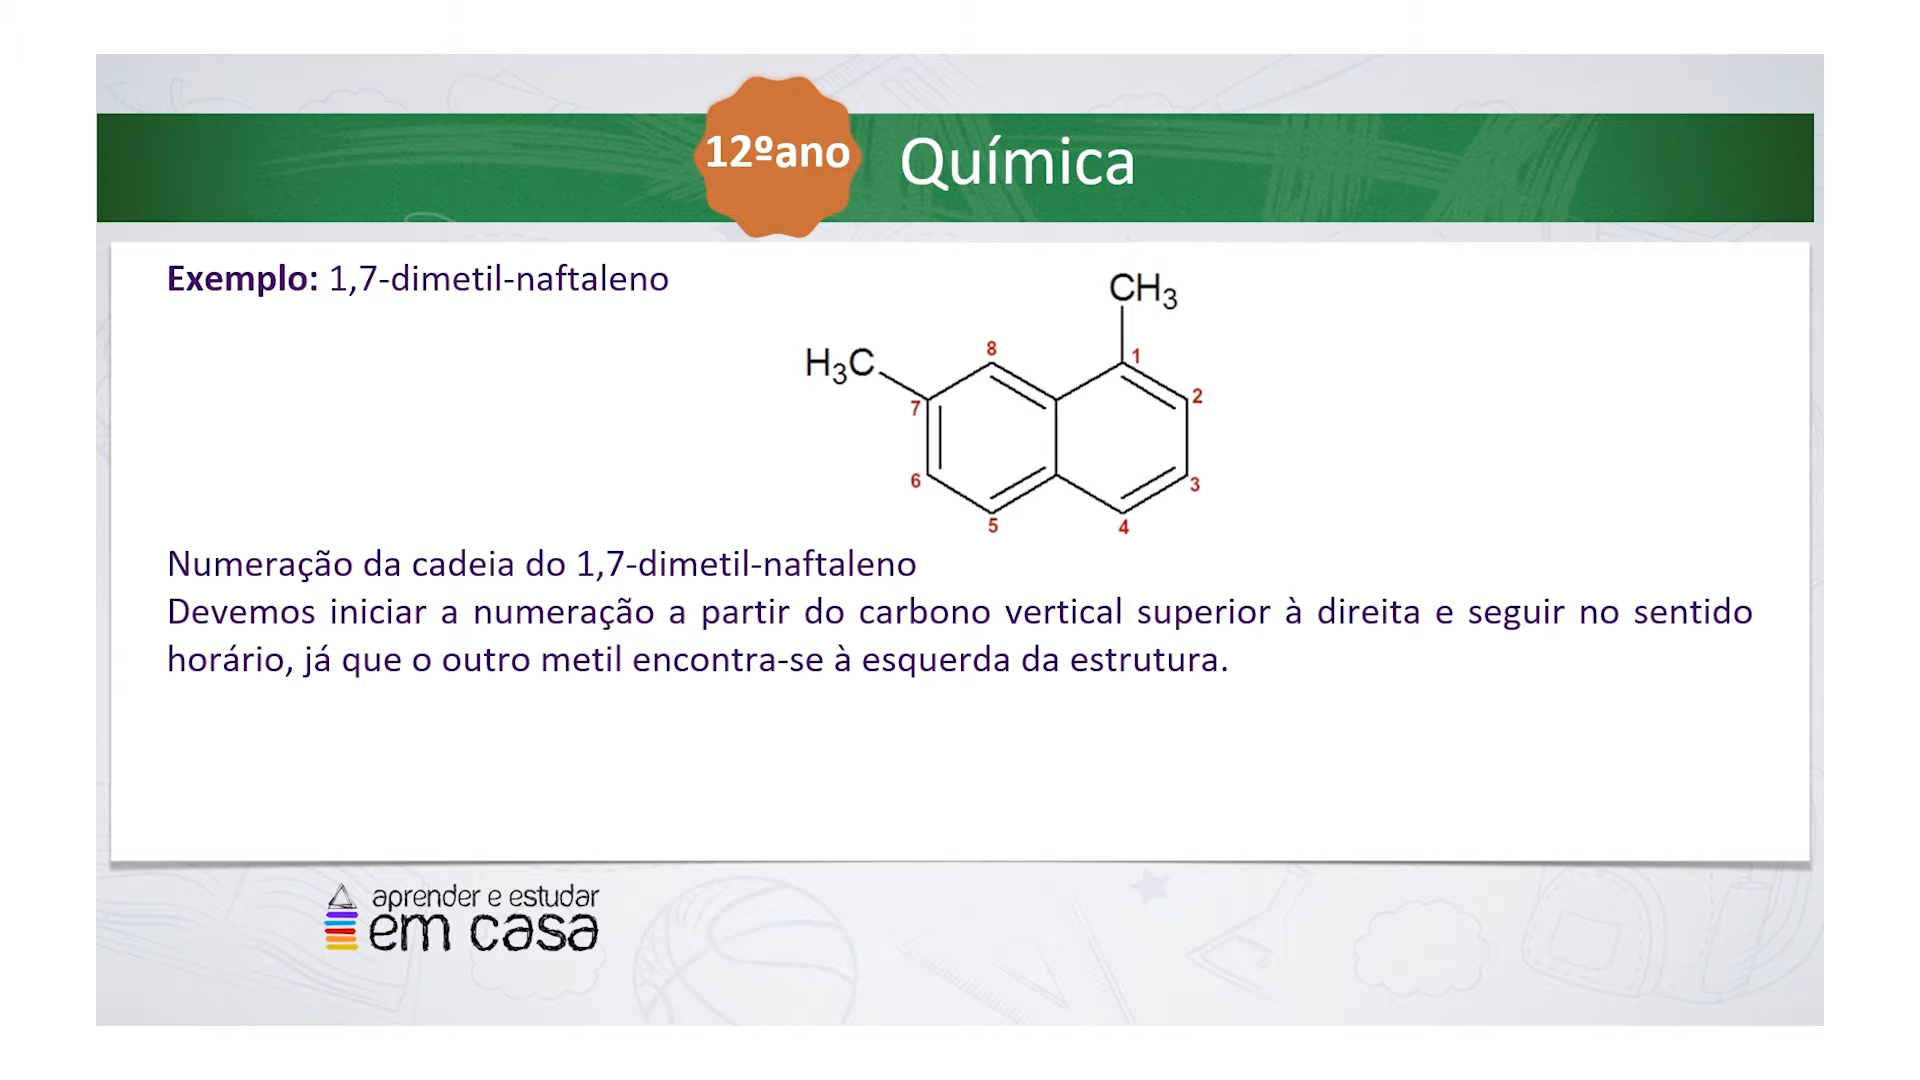 12ºano Química
Exemplo: 1,7-dimetil-naftaleno
CH3
H3C
8
1
7
2
6
3
5
4
Numeração da cadeia do 1,7-dimetil-naftaleno
Devemos iniciar a numeração a partir do carbono vertical superior à direita e seguir no sentido
horário, já que o outro metil encontra-se à esquerda da estrutura.
aprender e estudar
em casa